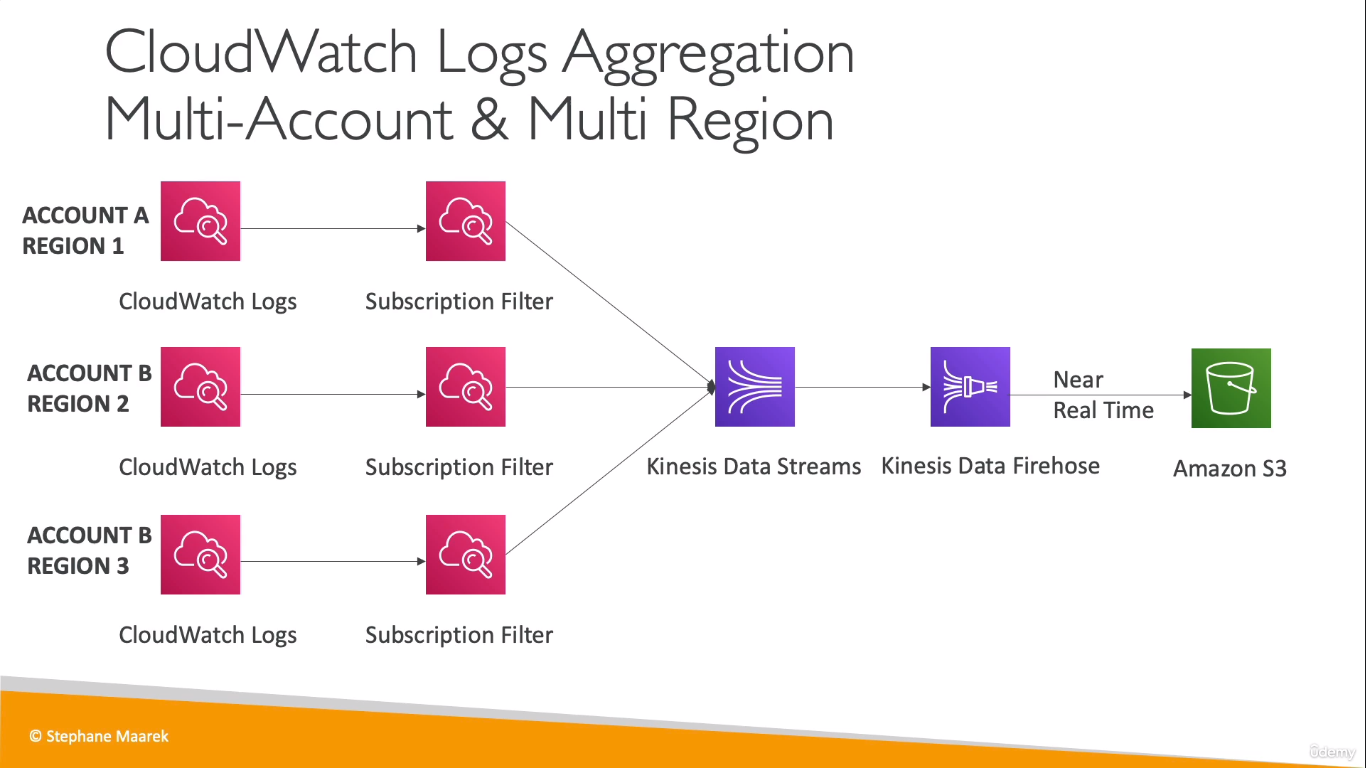 CloudWatch Logs Aggregation
Multi-Account & Multi Region
ACCOUNT A
REGION 1
CloudWatch Logs
Subscription Filter
ACCOUNT B
REGION 2
CloudWatch Logs
Subscription Filter
Kinesis Data Streams
Kinesis Data Firehose
Near
Real Time
Amazon S3
ACCOUNT B
REGION 3
CloudWatch Logs
Subscription Filter
© Stephane Maarek
ûdemy